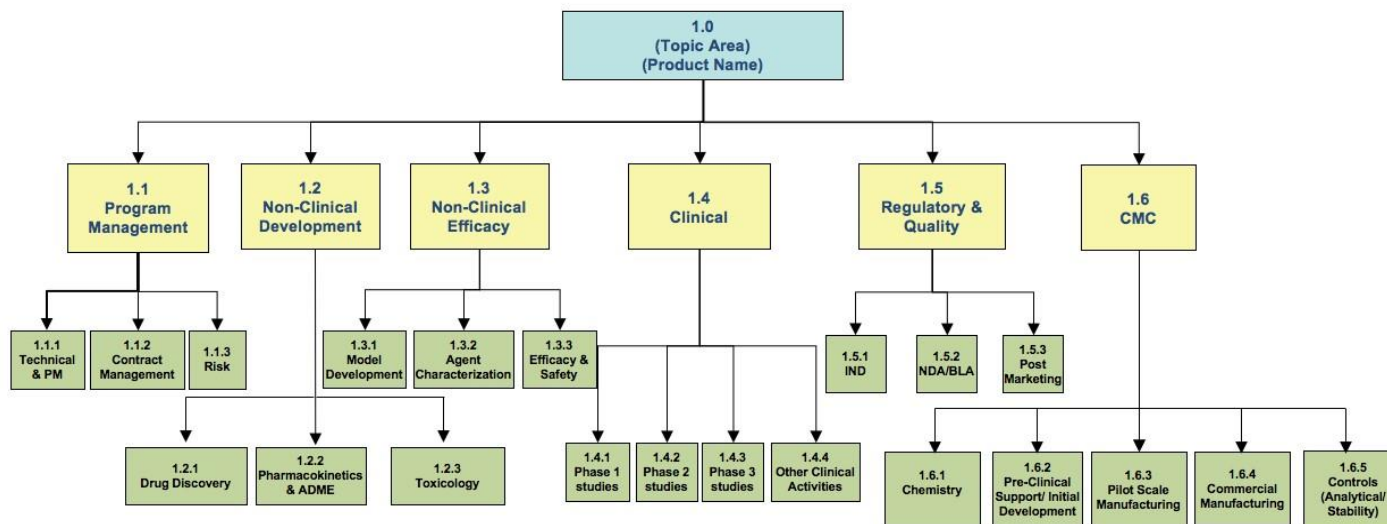 1.0
(Topic Area)
(Product Name)
1.1
Program
Management
1.2
Non-Clinical
Development
1.3
Non-Clinical
Efficacy
1.4
Clinical
1.5
Regulatory &
Quality
1.6
CMC
1.1.1
Technical
& PM
1.1.2
Contract
Management
1.1.3
Risk
1.3.1
Model
Development
1.3.2
Agent
Characterization
1.3.3
Efficacy &
Safety
1.5.1
IND
1.5.2
NDA/BLA
1.5.3
Post
Marketing
1.2.1
Drug Discovery
1.2.2
Pharmacokinetics
& ADME
1.2.3
Toxicology
1.4.1
Phase 1
studies
1.4.2
Phase 2
studies
1.4.3
Phase 3
studies
1.4.4
Other Clinical
Activities
1.6.1
Chemistry
1.6.2
Pre-Clinical
Support/ Initial
Development
1.6.3
Pilot Scale
Manufacturing
1.6.4
Commercial
Manufacturing
1.6.5
Controls
(Analytical/
Stability)